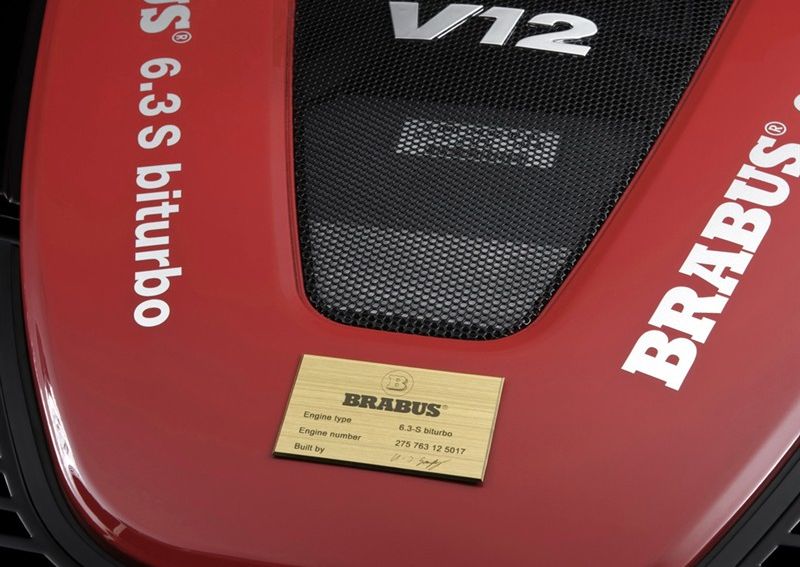 V12
BUS® 6.3 S biturbo
BRABUS®
B
BRABUS®
Engine type 6.3-S biturbo
Engine number 275 763 12 5017
Built by